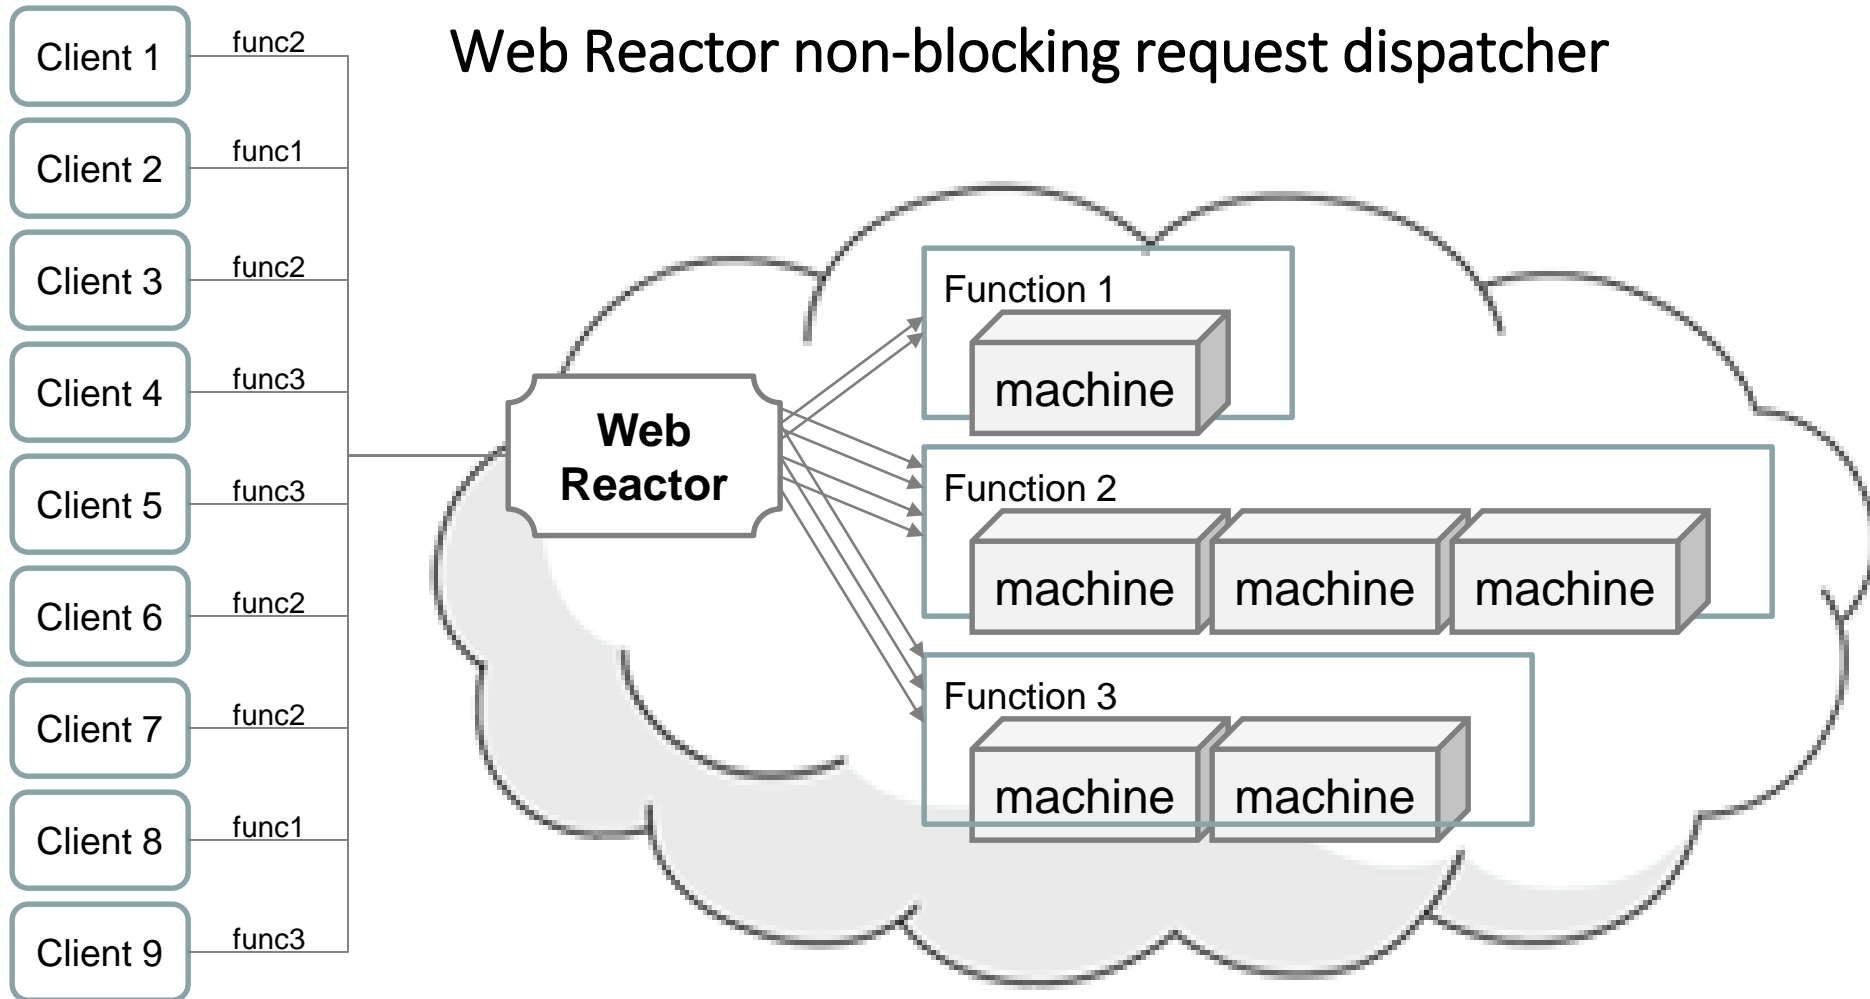 Web Reactor non-blocking request dispatcher
Client 1
func2
Client 2
func1
Client 3
func2
Client 4
func3
Client 5
func3
Client 6
func2
Client 7
func2
Client 8
func1
Client 9
func3
Web
Reactor
Function 1
machine
Function 2
machine machine machine
Function 3
machine machine